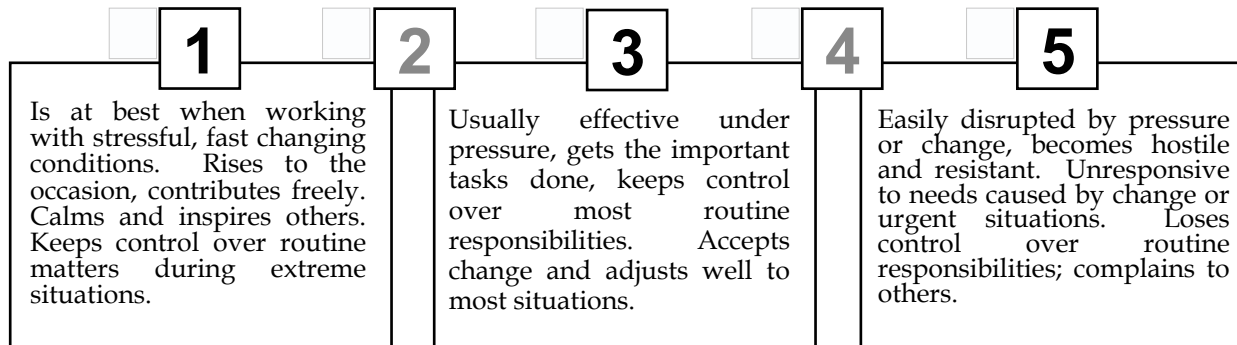 1
2
3
4
5
Is at best when working
with stressful, fast changing
conditions. Rises to the
occasion, contributes freely.
Calms and inspires others.
Keeps control over routine
matters during extreme
situations.
Usually effective under
pressure, gets the important
tasks done, keeps control
over most routine
responsibilities. Accepts
change and adjusts well to
most situations.
Easily disrupted by pressure
or change, becomes hostile
and resistant. Unresponsive
to needs caused by change or
urgent situations. Loses
control over routine
responsibilities; complains to
others.